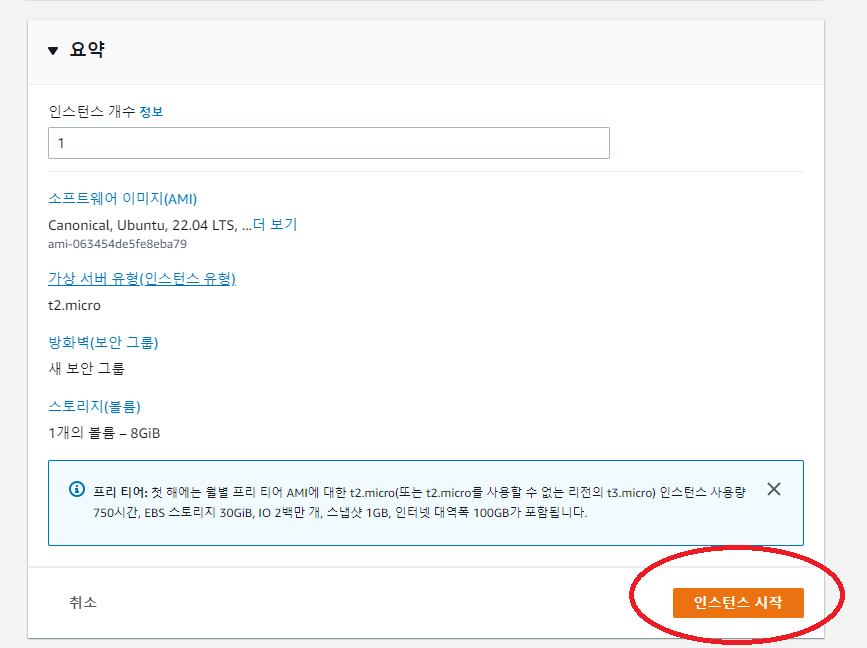 요약
인스턴스 개수 정보
1
소프트웨어 이미지(AMI)
Canonical, Ubuntu, 22.04 LTS, ...더 보기
ami-063454de5fe8eba79
가상 서버 유형(인스턴스 유형)
t2.micro
방화벽(보안 그룹)
새 보안 그룹
스토리지(볼륨)
1개의 볼륨 – 8GiB
프리 티어: 첫 해에는 월별 프리 티어 AMI에 대한 t2.micro(또는 t2.micro를 사용할 수 없는 리전의 t3.micro) 인스턴스 사용량
750시간, EBS 스토리지 30GiB, IO 2백만 개, 스냅샷 1GB, 인터넷 대역폭 100GB가 포함됩니다.
취소
인스턴스 시작